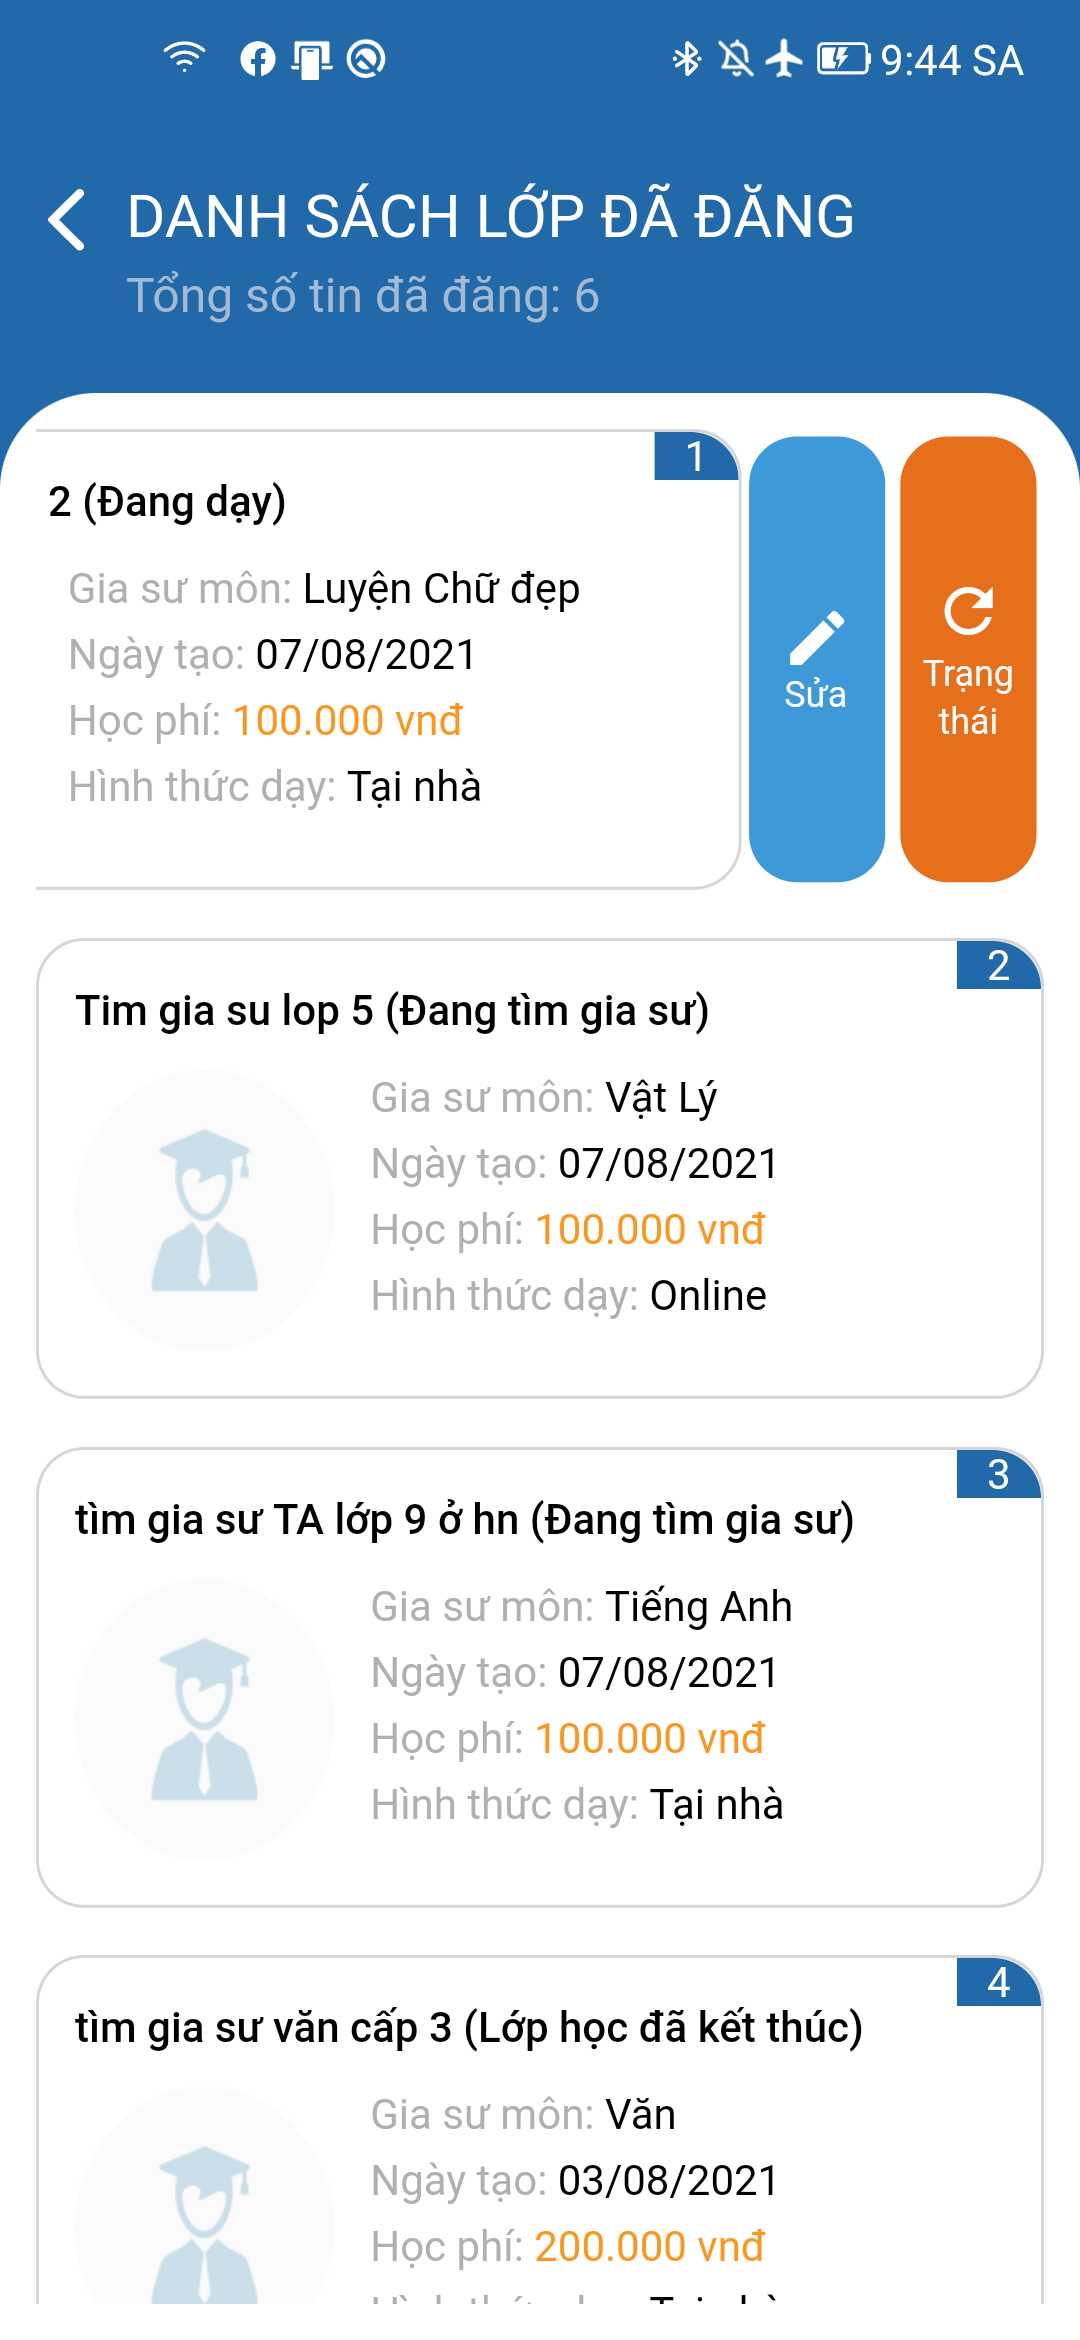 9:44 SA
DANH SÁCH LỚP ĐÃ ĐĂNG
Tổng số tin đã đăng: 6
1
2 (Đang dạy)
Gia sư môn: Luyện Chữ đẹp
Ngày tạo: 07/08/2021
Học phí: 100.000 vnđ
Hình thức dạy: Tại nhà
Sửa
Trạng
thái
2
Tim gia su lop 5 (Đang tìm gia sư)
Gia sư môn: Vật Lý
Ngày tạo: 07/08/2021
Học phí: 100.000 vnđ
Hình thức dạy: Online
3
tìm gia sư TA lớp 9 ở hn (Đang tìm gia sư)
Gia sư môn: Tiếng Anh
Ngày tạo: 07/08/2021
Học phí: 100.000 vnđ
Hình thức dạy: Tại nhà
4
tìm gia sư văn cấp 3 (Lớp học đã kết thúc)
Gia sư môn: Văn
Ngày tạo: 03/08/2021
Học phí: 200.000 vnđ